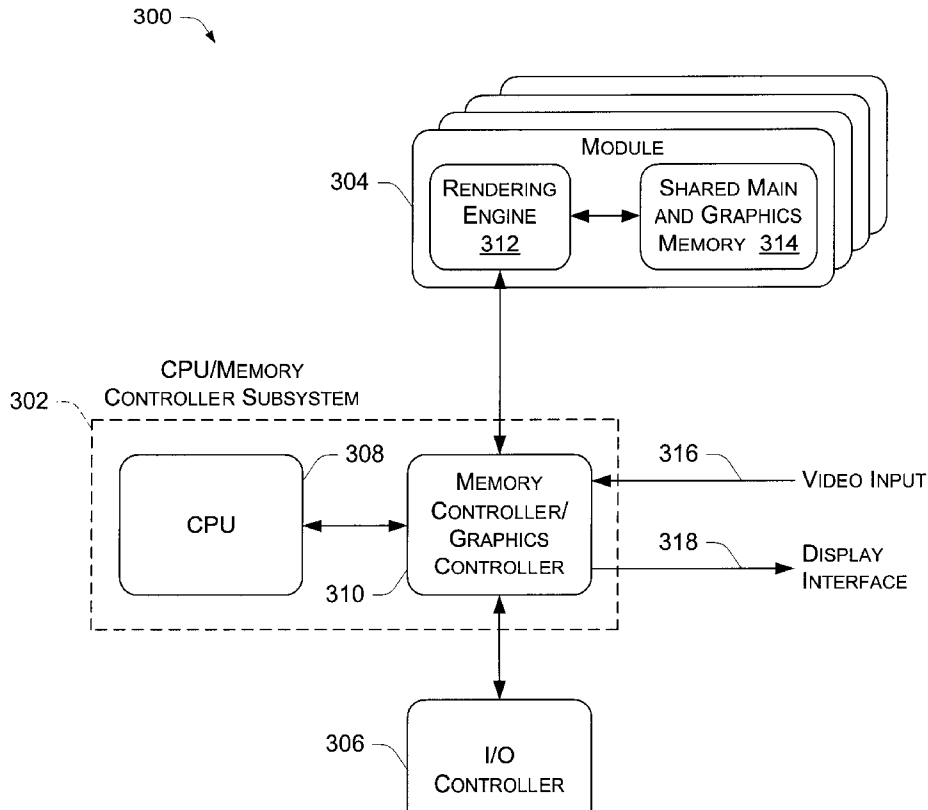 300
MODULE
304
RENDERING
ENGINE
312
SHARED MAIN
AND GRAPHICS
MEMORY 314
CPU/MEMORY
CONTROLLER SUBSYSTEM
302
308
CPU
MEMORY
CONTROLLER/
GRAPHICS
CONTROLLER
310
316
VIDEO INPUT
318
DISPLAY
INTERFACE
306
I/O
CONTROLLER